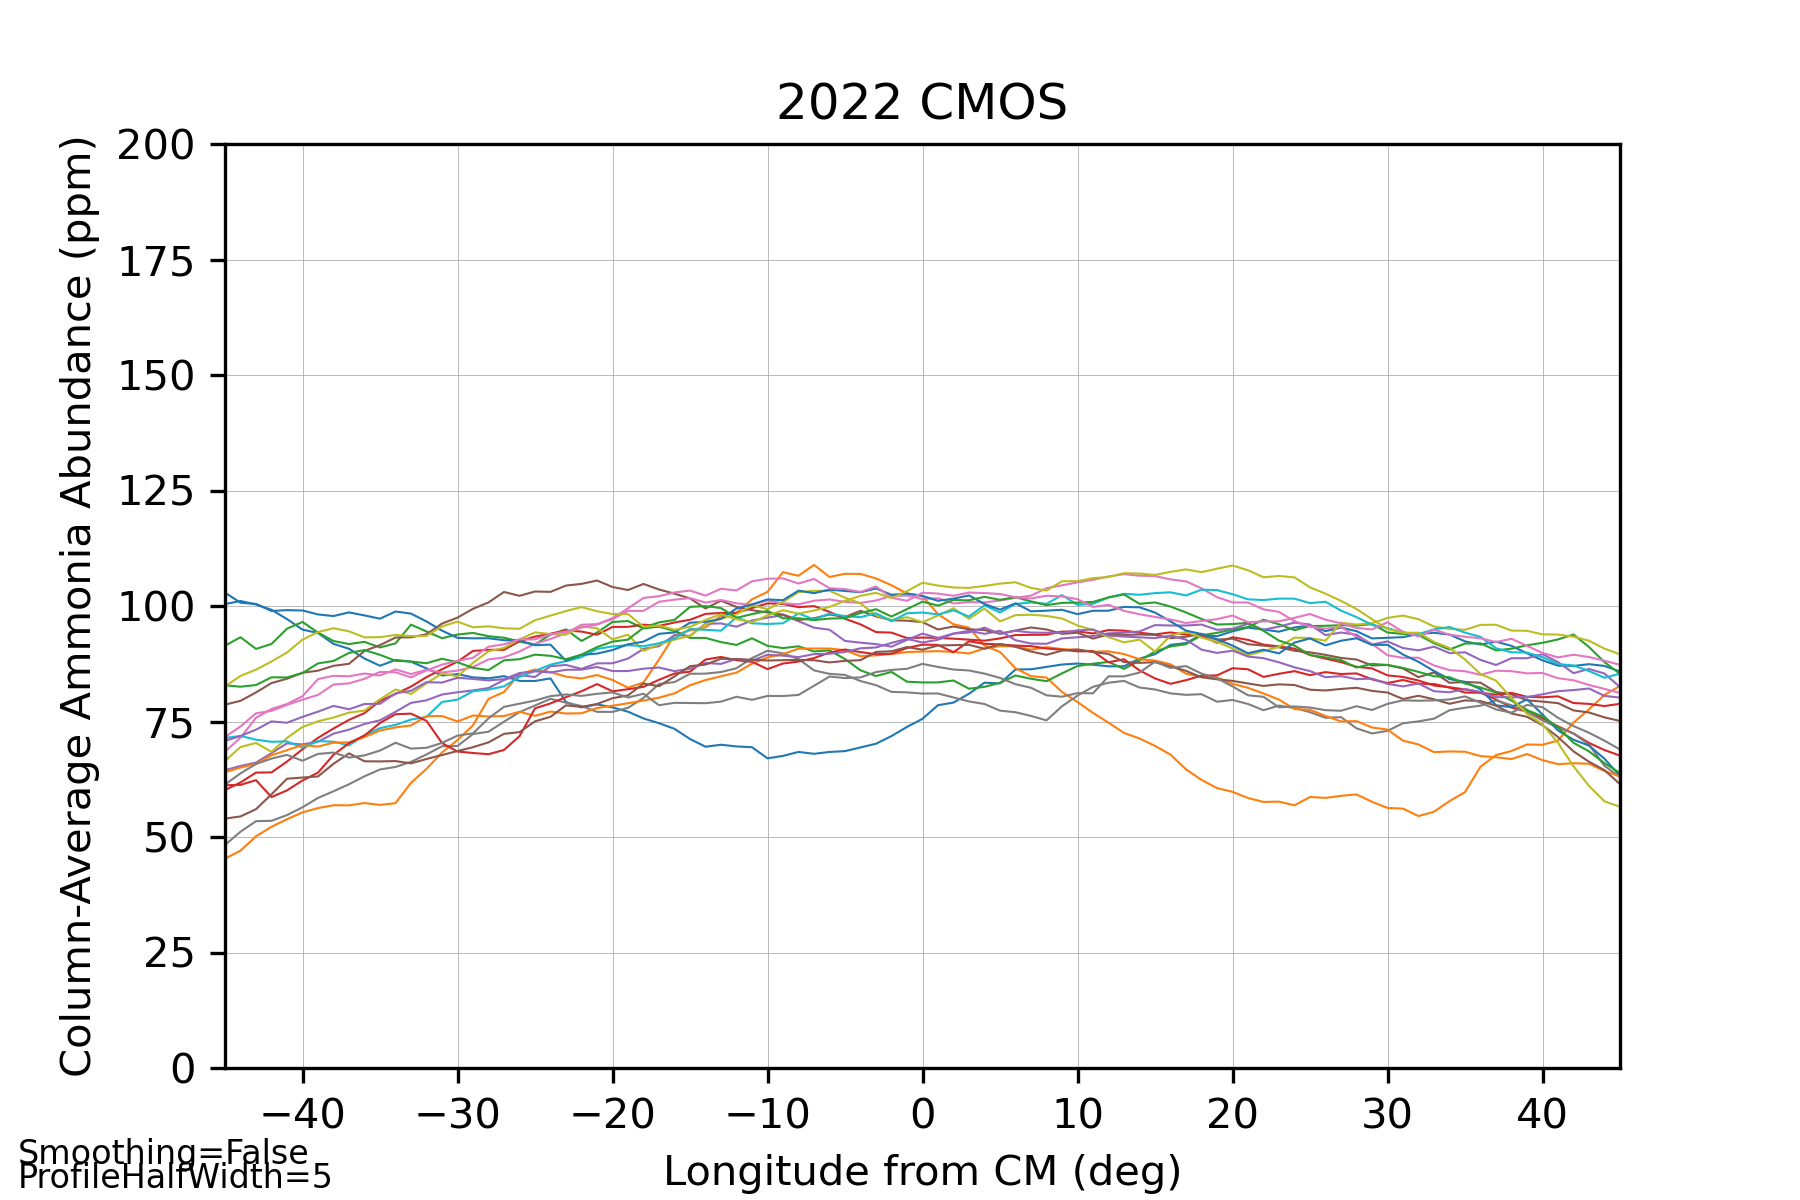 2022 CMOS
Column-Average Ammonia Abundance (ppm)
200
175
150
125
100
75
50
25
0
−40 −30 −20 −10 0 10 20 30 40
Longitude from CM (deg)
Smoothing=False
ProfileHalfWidth=5